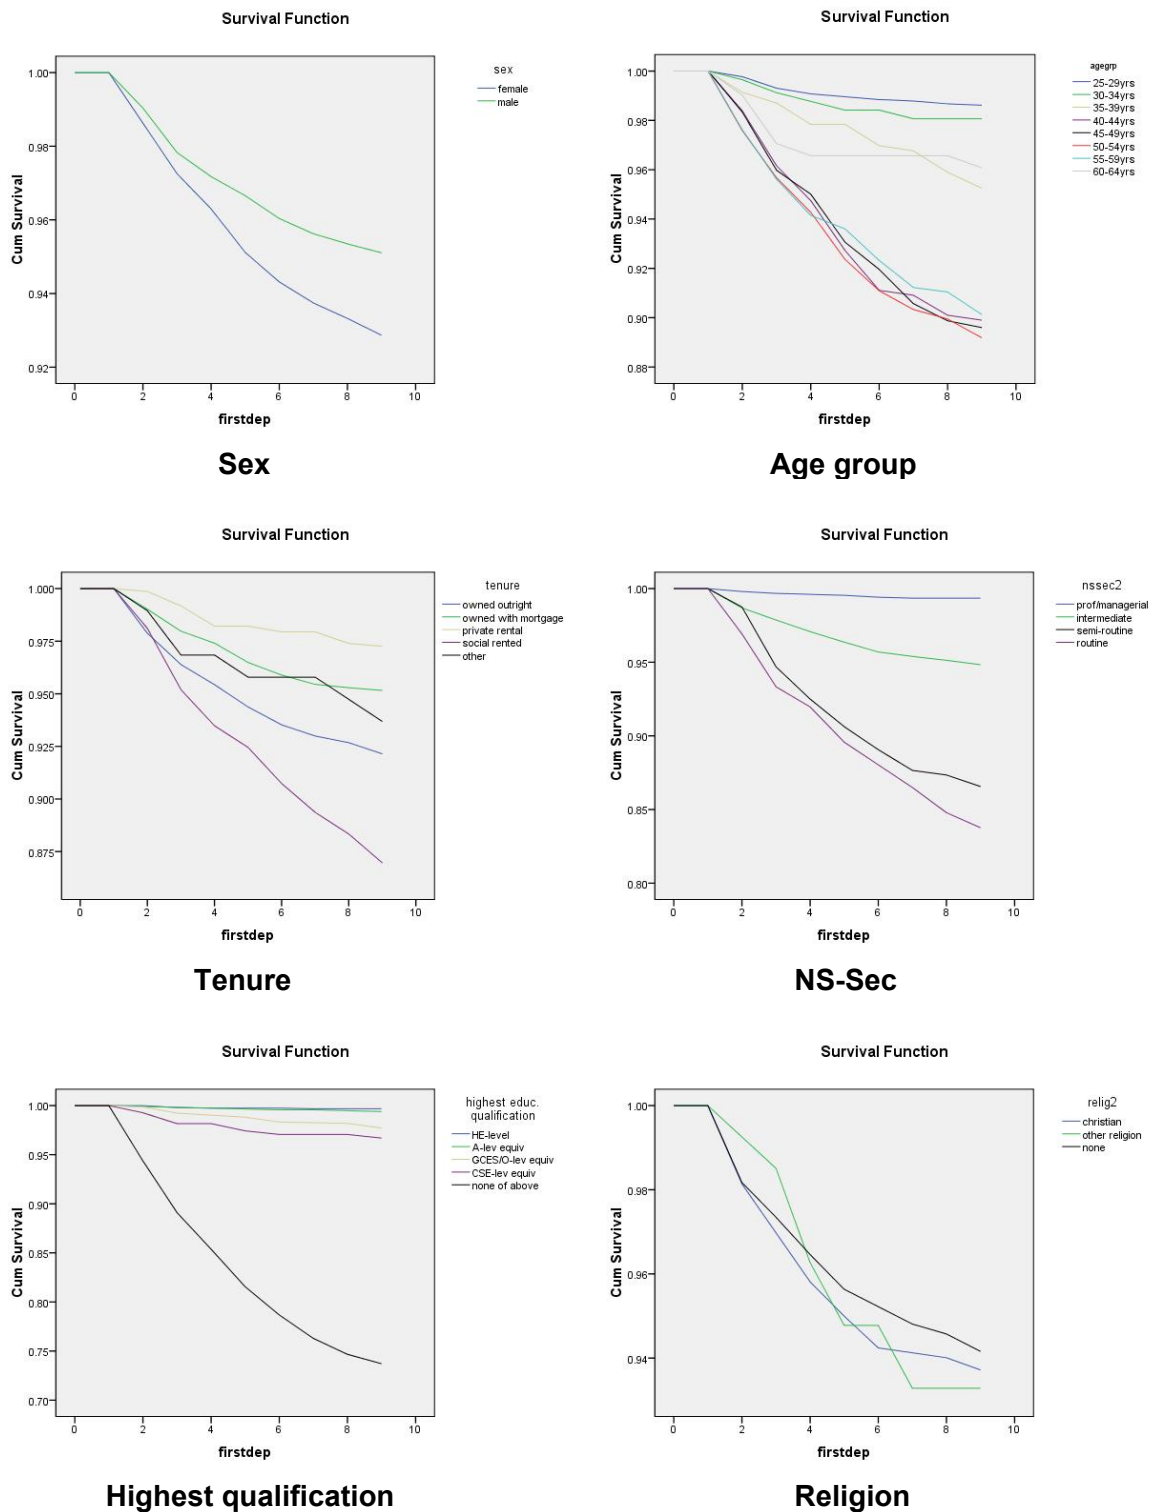 Survival Function
1.00
0.98
0.96
0.94
0.92
Cum Survival
0
2
4
6
8
10
firstdep
sex
female
male
Sex
Survival Function
1.00
0.98
0.96
0.94
0.92
0.90
0.88
Cum Survival
0
2
4
6
8
10
firstdep
agegrp
25-29yrs
30-34yrs
35-39yrs
40-44yrs
45-49yrs
50-54yrs
55-59yrs
60-64yrs
Age group
Survival Function
1.000
0.975
0.950
0.925
0.900
0.875
Cum Survival
0
2
4
6
8
10
firstdep
tenure
owned outright
owned with mortgage
private rental
social rented
other
Tenure
Survival Function
1.00
0.95
0.90
0.85
0.80
Cum Survival
0
2
4
6
8
10
firstdep
nssec2
prof/managerial
intermediate
semi-routine
routine
NS-Sec
Survival Function
1.00
0.95
0.90
0.85
0.80
0.75
0.70
Cum Survival
0
2
4
6
8
10
firstdep
highest educ.
qualification
HE-level
A-lev equiv
GCES/O-lev equiv
CSE-lev equiv
none of above
Highest qualification
Survival Function
1.00
0.98
0.96
0.94
Cum Survival
0
2
4
6
8
10
firstdep
relig2
christian
other religion
none
Religion